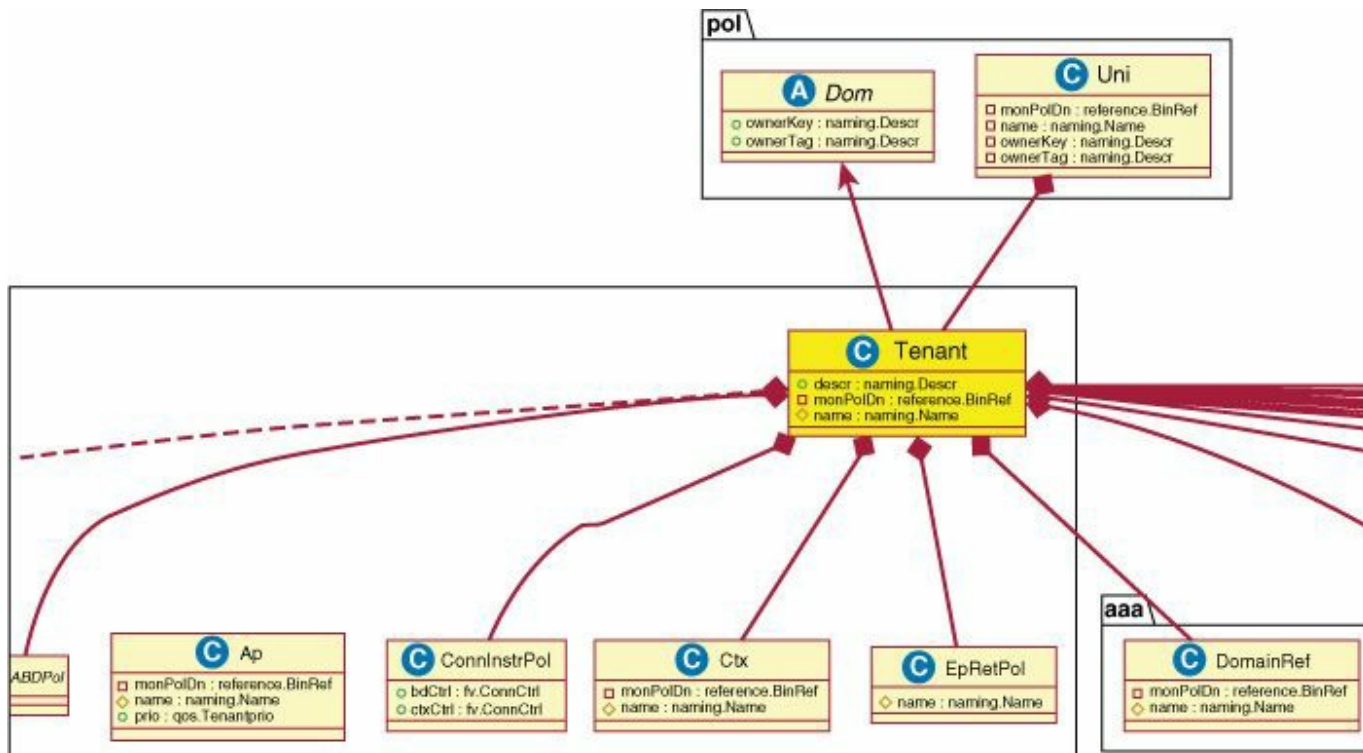 pol
A Dom
ownerKey : naming.Descr
ownerTag : naming.Descr
C Uni
monPolDn : reference.BinRef
name : naming.Name
ownerKey : naming.Descr
ownerTag : naming.Descr
C Tenant
descr : naming.Descr
monPolDn : reference.BinRef
name : naming.Name
ABDPol
C Ap
monPolDn : reference.BinRef
name : naming.Name
prio : qos.Tenantprio
C ConnInstrPol
bdCtrl : fv.ConnCtrl
ctxCtrl : fv.ConnCtrl
C Ctx
monPolDn : reference.BinRef
name : naming.Name
C EpRetPol
name : naming.Name
aaa
C DomainRef
monPolDn : reference.BinRef
name : naming.Name